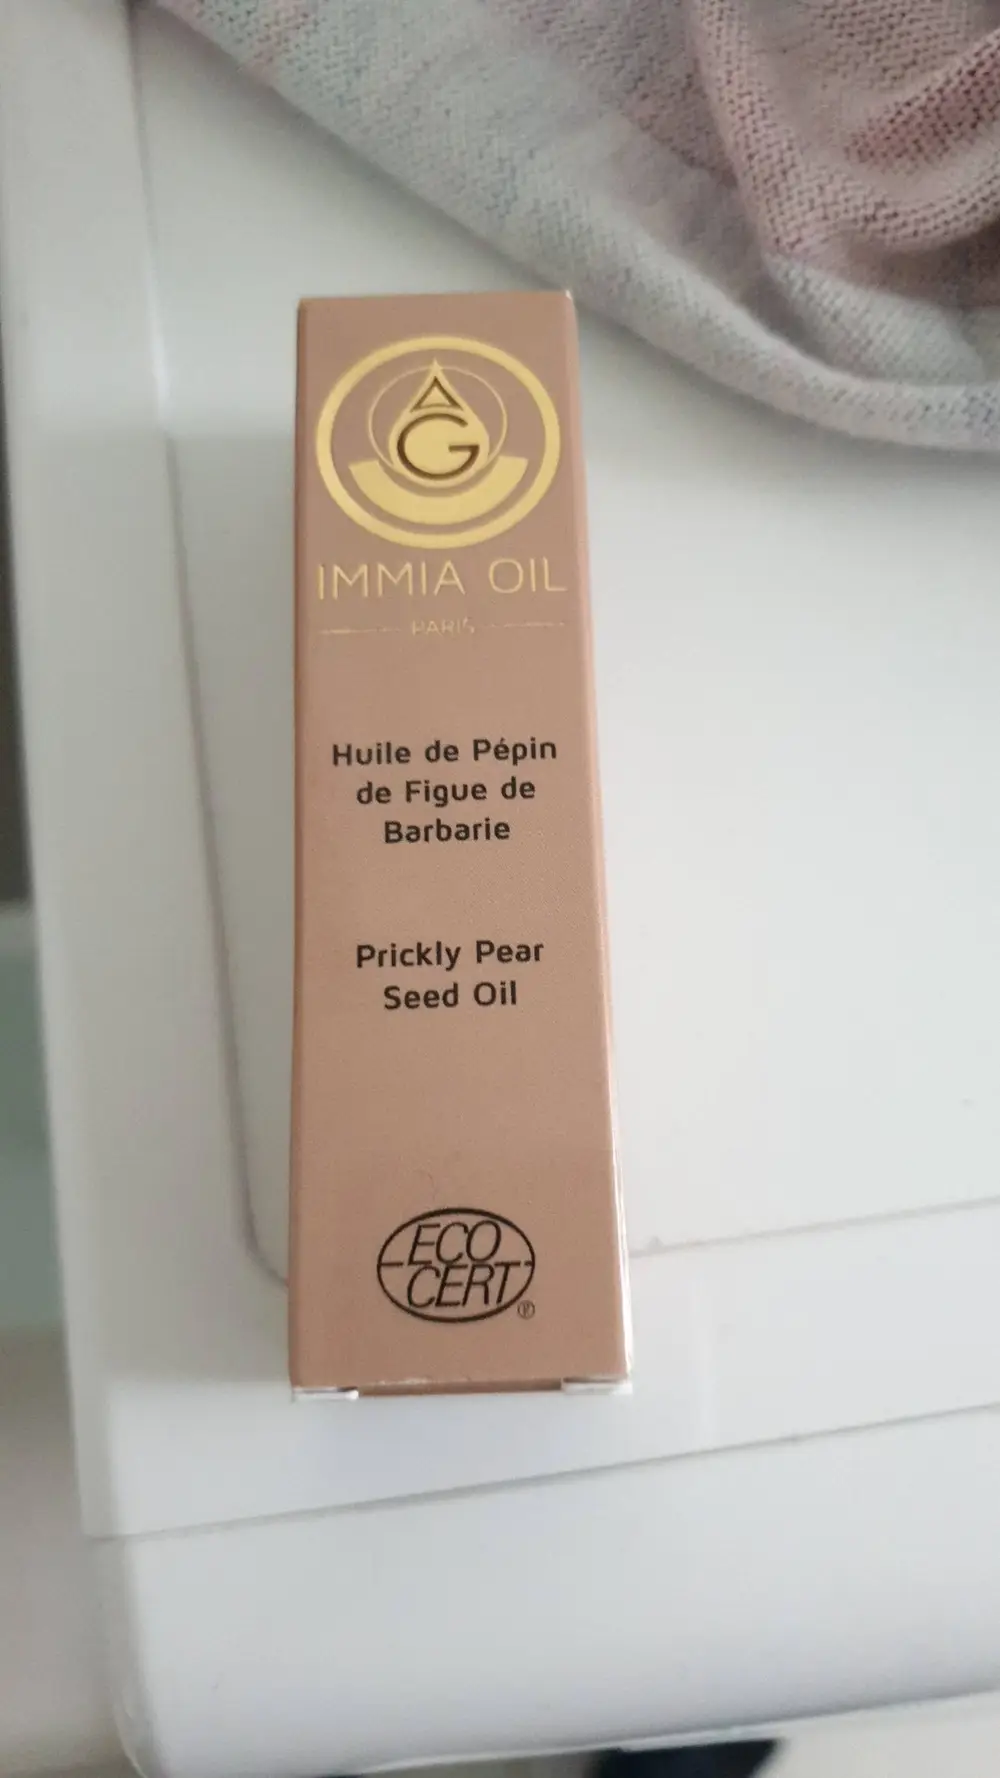 G
IMMIA OIL
PARIS
Huile de Pépin
de Figue de
Barbarie
Prickly Pear
Seed Oil
ECO
CERT
®